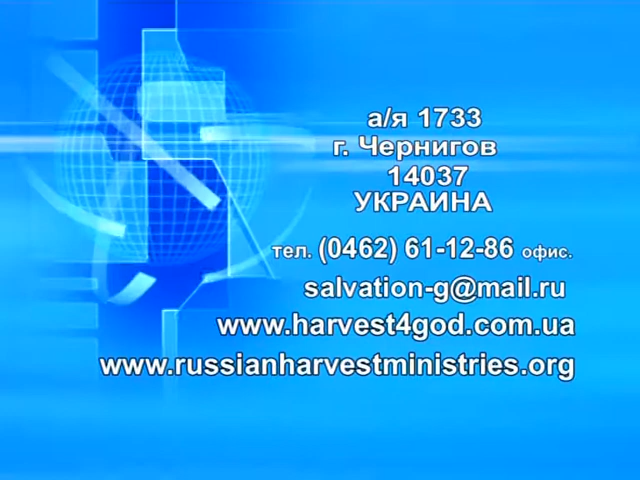 а/я 1733
г. Чернигов
14037
УКРАИНА
тел. (0462) 61-12-86 офис.
salvation-g@mail.ru
www.harvest4god.com.ua
www.russianharvestministries.org